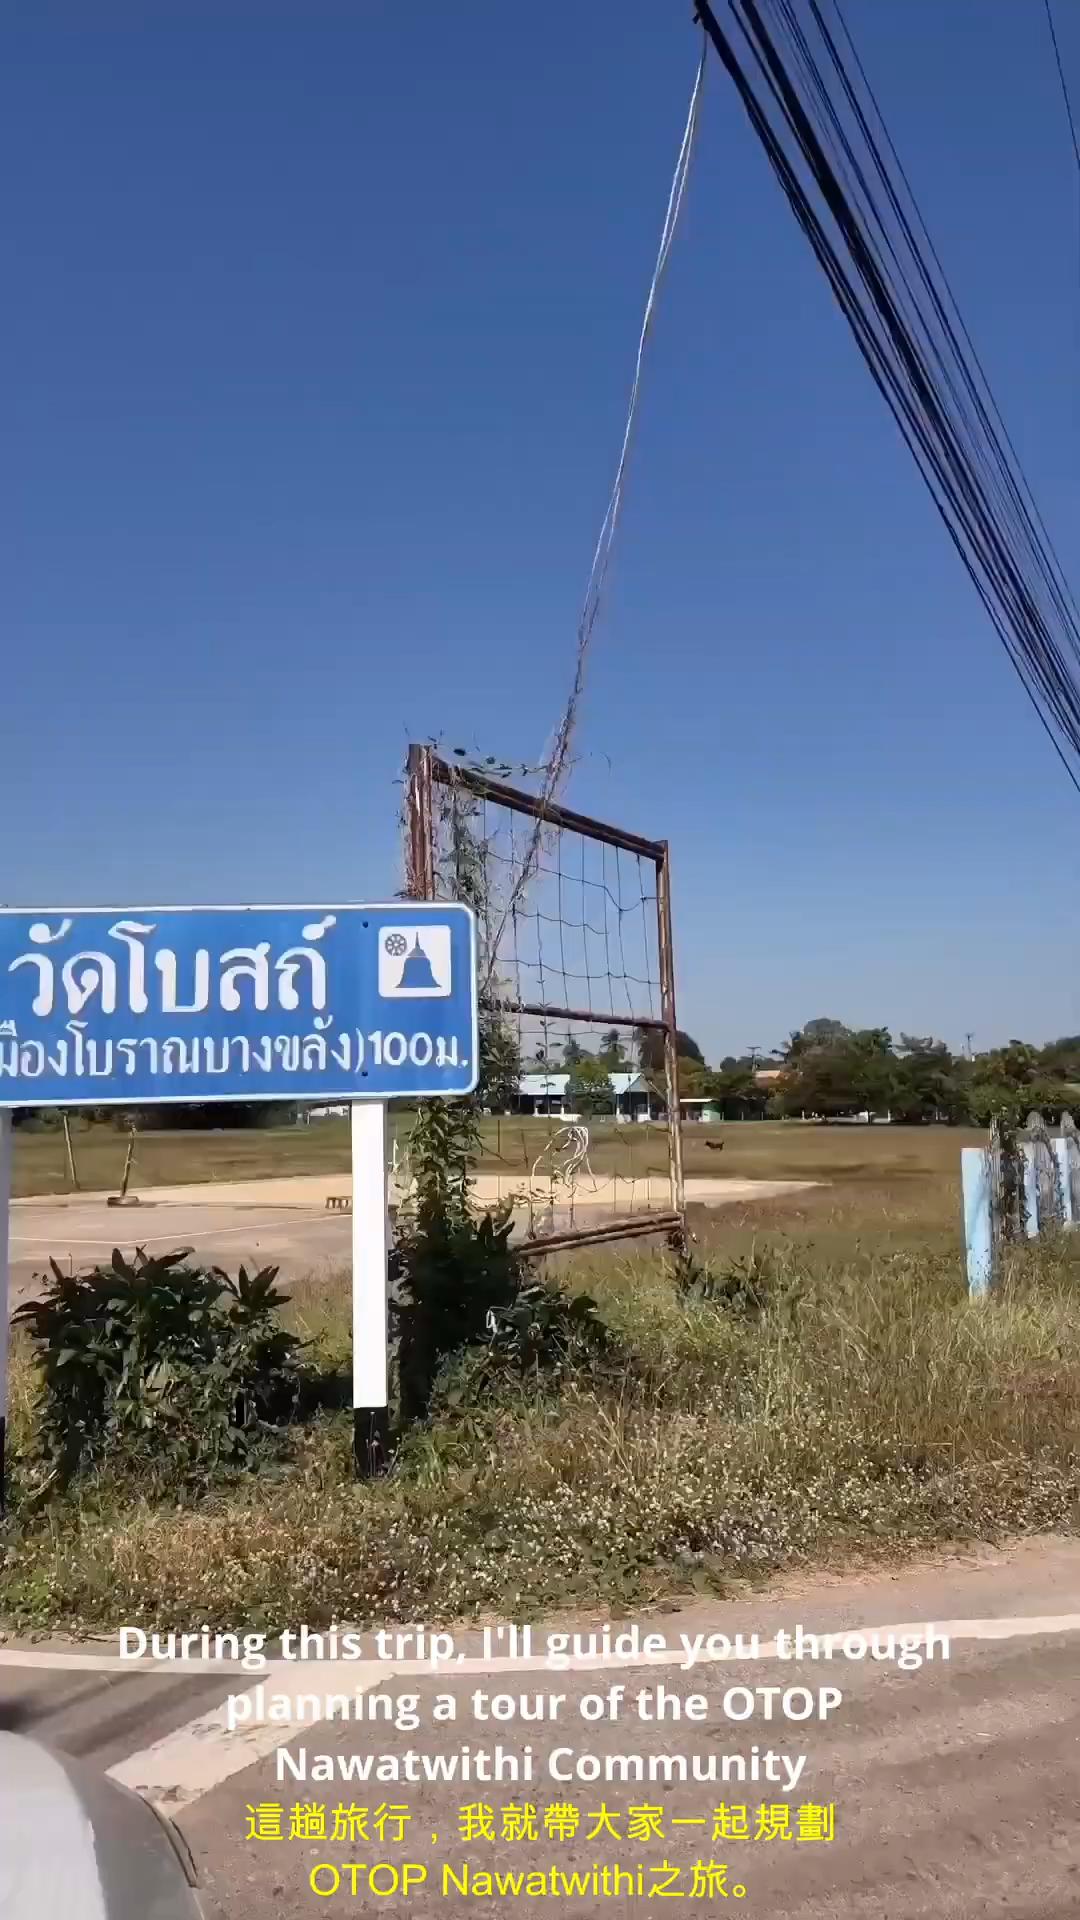 วัดโบสถ์
มืองโบราณบางขลัง)100ม.
During this trip, I'll guide you through
planning a tour of the OTOP
Nawatwithi Community
這趟旅行，我就帶大家一起規劃
OTOP Nawatwithi之旅。